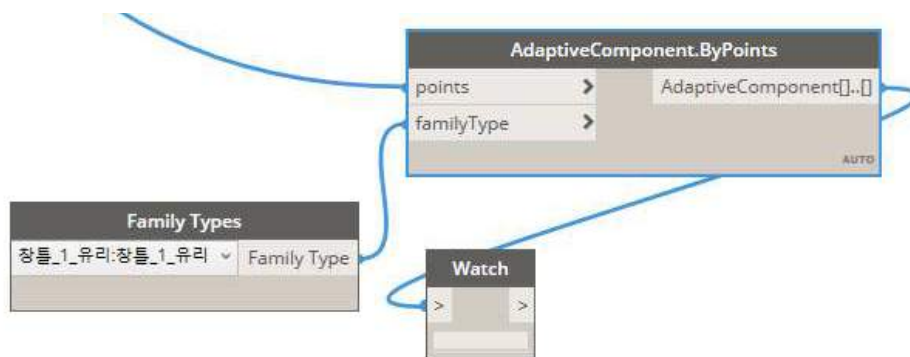 AdaptiveComponent.ByPoints
points > AdaptiveComponent[]..[]
familyType >
AUTO
Family Types
창틀_1_유리:창틀_1_유리 Family Type
Watch
> >